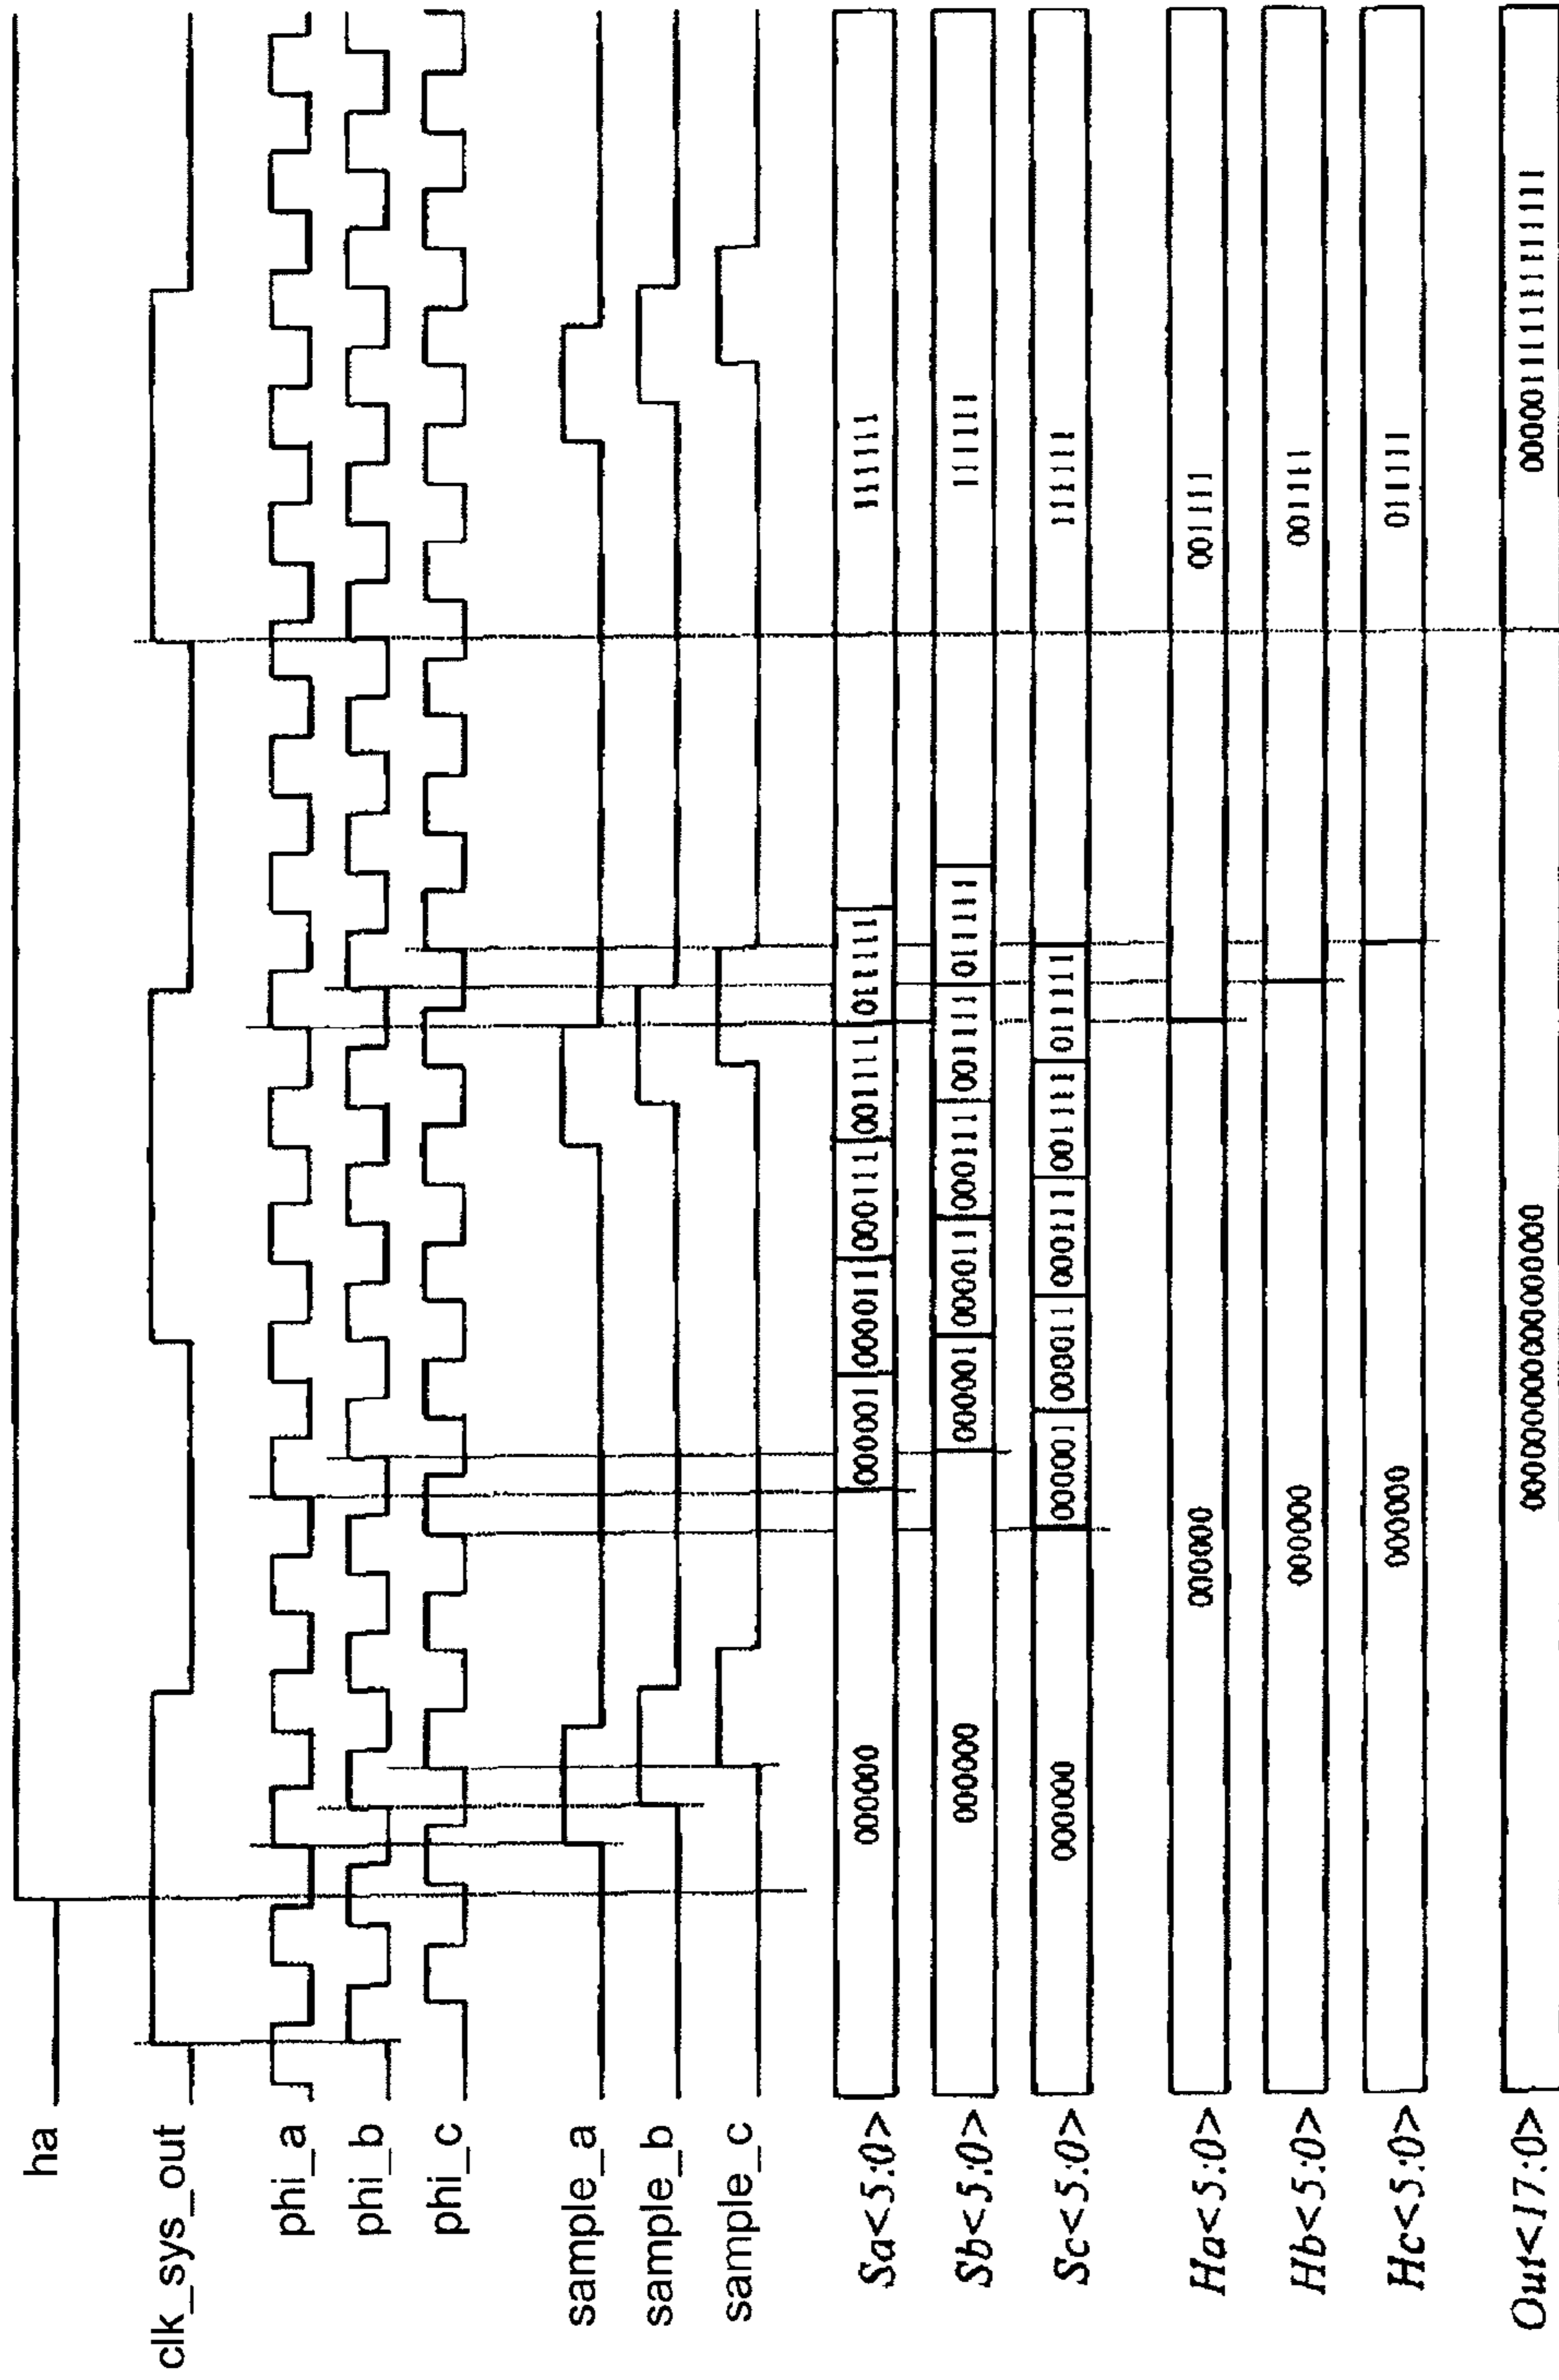 ha
clk_sys_out
phi_a
phi_b
phi_c
sample_a
sample_b
sample_c
Sa<5:0> 000000 000001 000011 000111 001111 011111 111111
Sb<5:0> 000000 000001 000011 000111 001111 011111 111111
Sc<5:0> 000000 000001 000011 000111 001111 011111 111111
Ha<5:0> 000000 001111
Hb<5:0> 000000 001111
Hc<5:0> 000000 011111
Out<17:0> 000000000000000000 000001111111111111